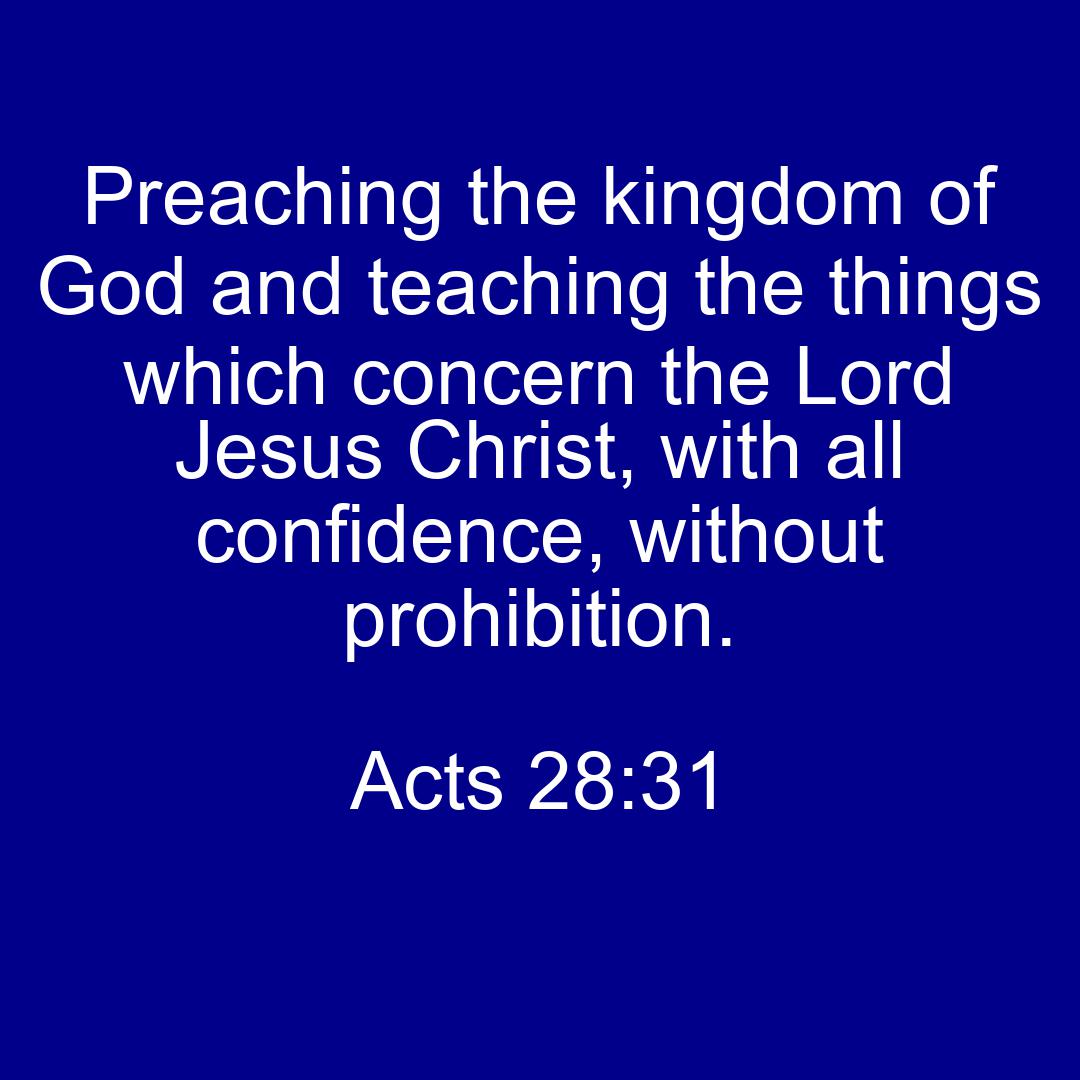 Preaching the kingdom of
God and teaching the things
which concern the Lord
Jesus Christ, with all
confidence, without
prohibition.
Acts 28:31